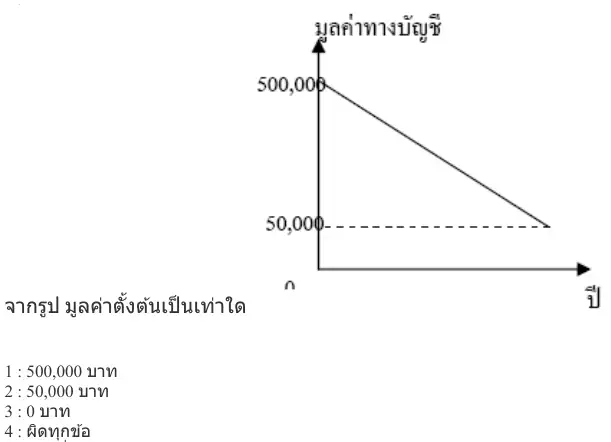 มูลค่าทางบัญชี
500,000
50,000
0
ปี
จากรูป มูลค่าตั้งต้นเป็นเท่าใด
1 : 500,000 บาท
2 : 50,000 บาท
3 : 0 บาท
4 : ผิดทุกข้อ